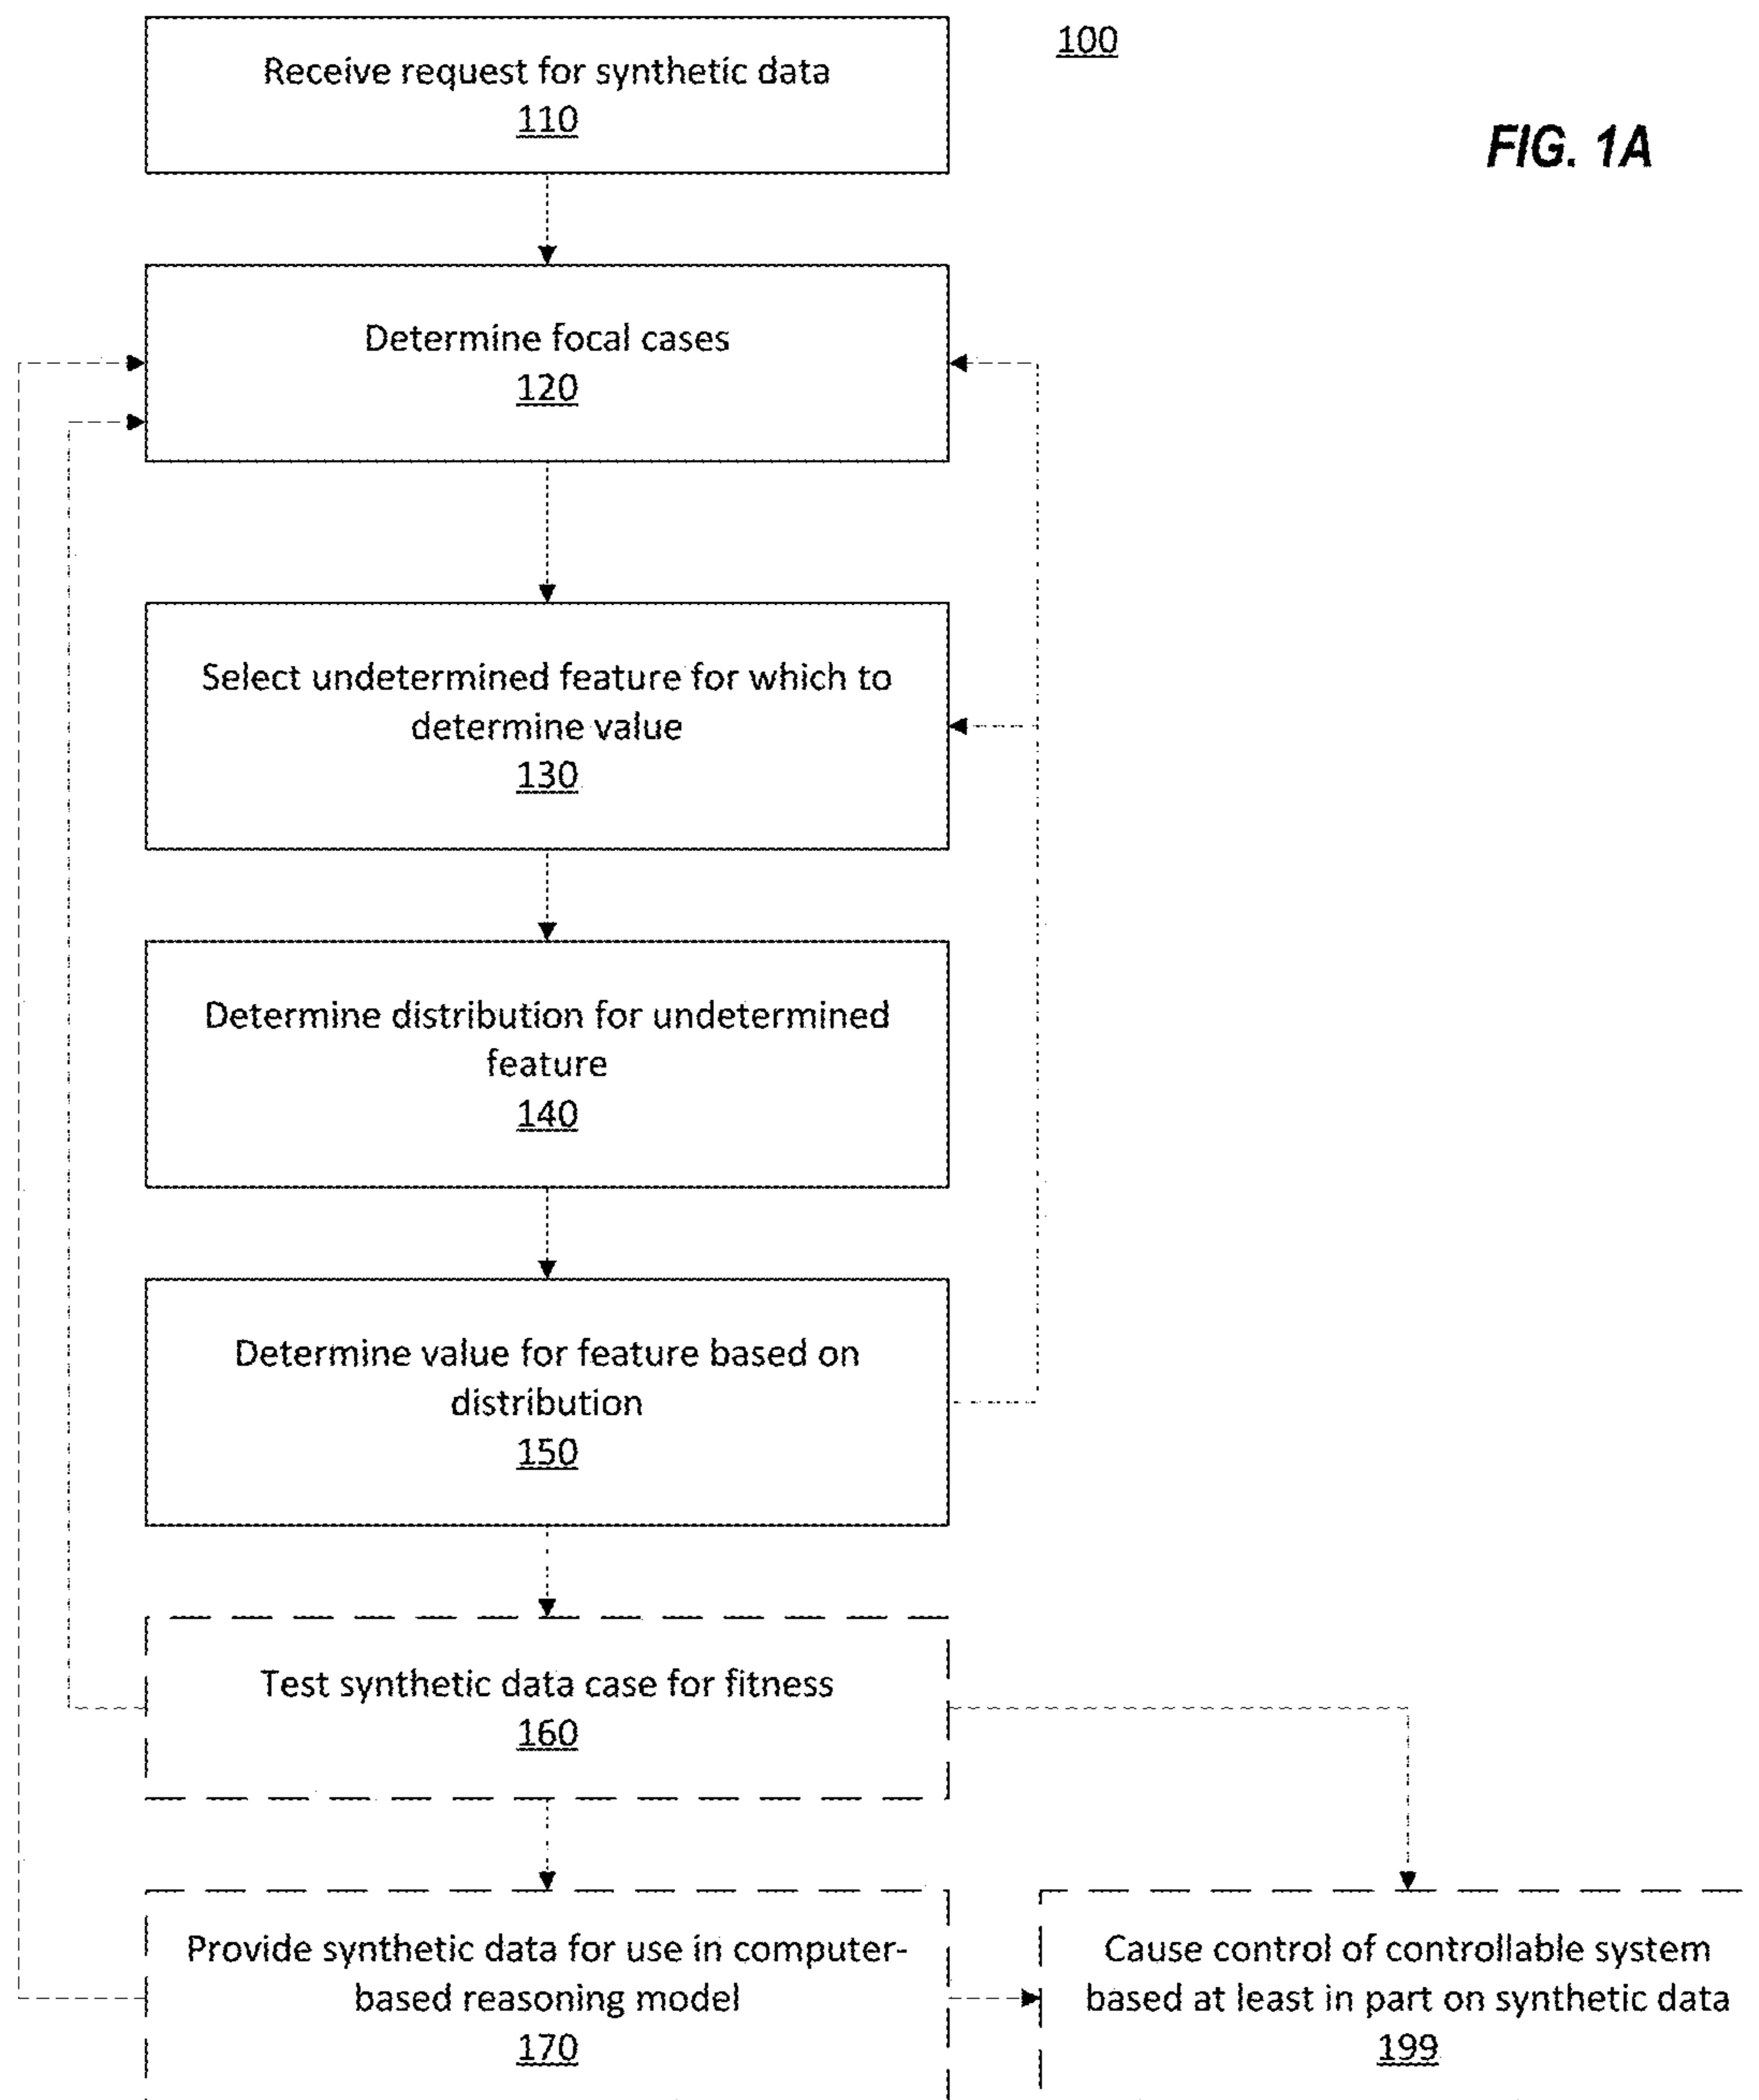 100
FIG. 1A
Receive request for synthetic data
110
Determine focal cases
120
Select undetermined feature for which to
determine value
130
Determine distribution for undetermined
feature
140
Determine value for feature based on
distribution
150
Test synthetic data case for fitness
160
Provide synthetic data for use in computer-
based reasoning model
170
Cause control of controllable system
based at least in part on synthetic data
199